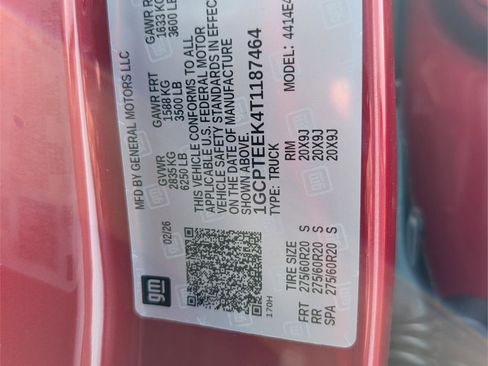 gm
MFD BY GENERAL MOTORS LLC
02/26
GVWR
2835 KG
6250 LB
GAWR FRT
1588 KG
3500 LB
GAWR R
1633 KG
3600 LB
THIS VEHICLE CONFORMS TO ALL
APPLICABLE U.S. FEDERAL MOTOR
VEHICLE SAFETY STANDARDS IN EFFECT
ON THE DATE OF MANUFACTURE
SHOWN ABOVE.
1GCPTEEK4T1187464
TYPE: TRUCK
MODEL: 4414E4
170H
TIRE SIZE RIM
FRT 275/60R20 S 20X9J
RR 275/60R20 S 20X9J
SPA 275/60R20 S 20X9J